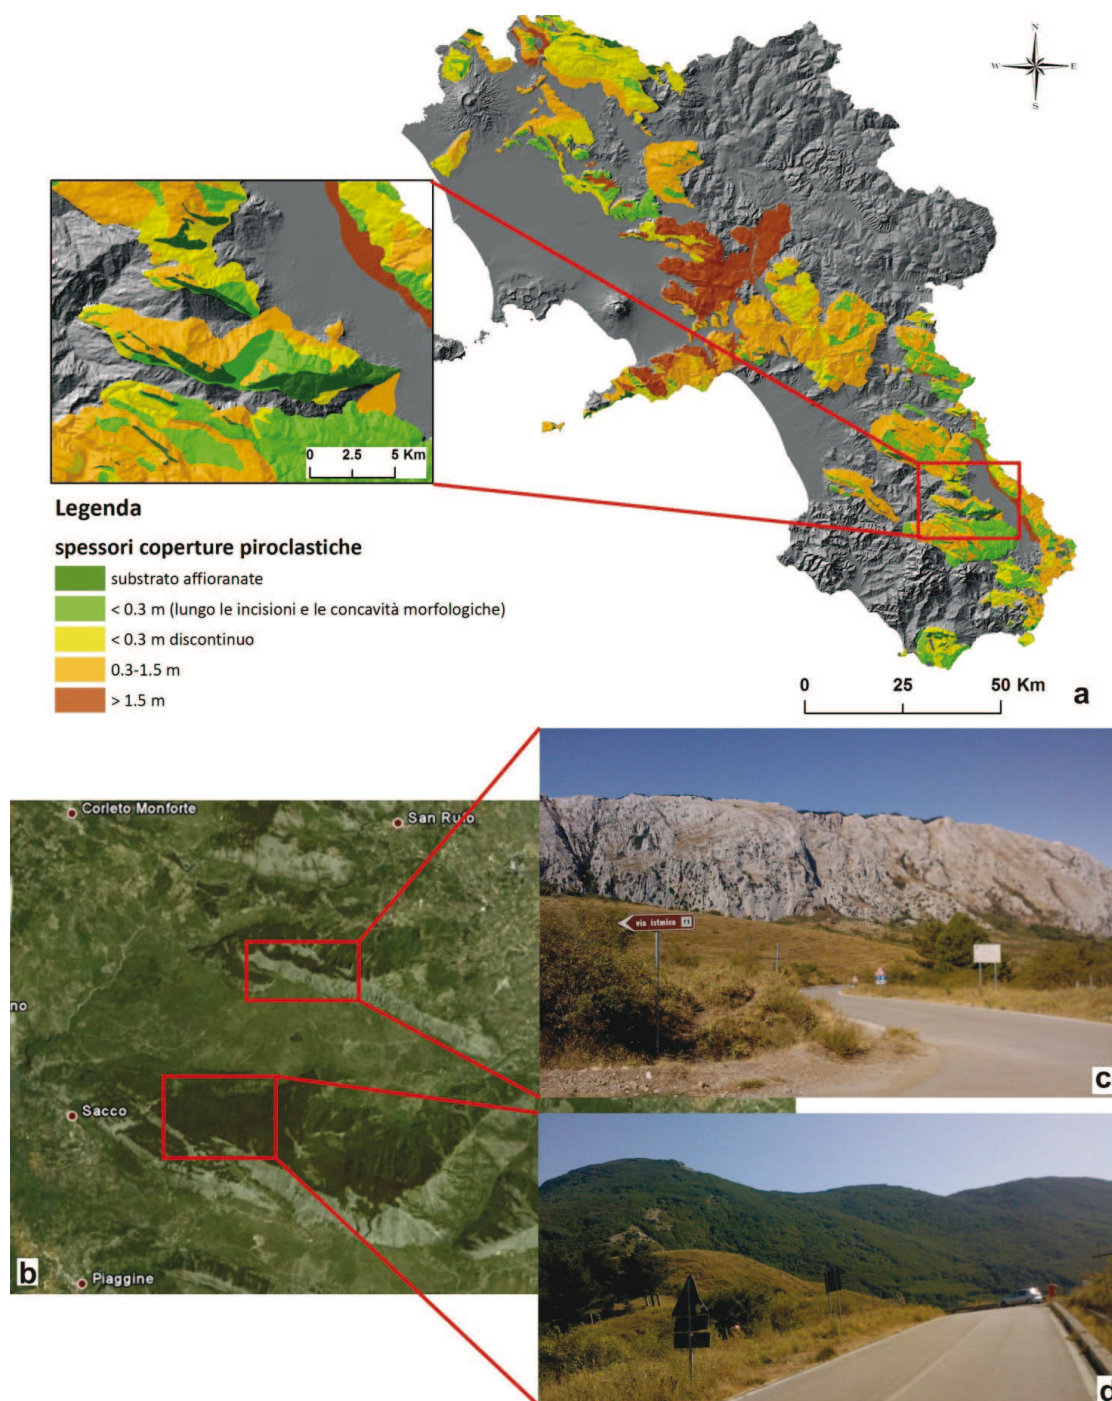 N
W E
S
0 2.5 5 Km
Legenda
spessori coperture piroclastiche
substrato affioranate
< 0.3 m (lungo le incisioni e le concavità morfologiche)
< 0.3 m discontinuo
0.3-1.5 m
> 1.5 m
0 25 50 Km
a
Corleto Monforte
San Rufo
no
Sacco
Piaggine
b
via istmica
c
d